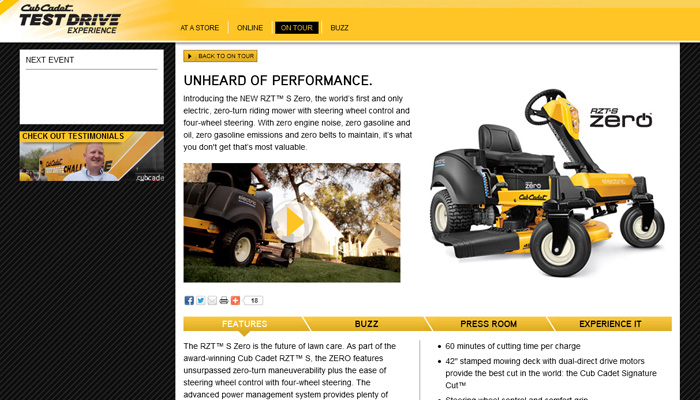 Cub Cadet
TEST DRIVE
EXPERIENCE
AT A STORE
ONLINE
ON TOUR
BUZZ
NEXT EVENT
CHECK OUT TESTIMONIALS
BACK TO ON TOUR
UNHEARD OF PERFORMANCE.
Introducing the NEW RZT™ S Zero, the world's first and only
electric, zero-turn riding mower with steering wheel control and
four-wheel steering. With zero engine noise, zero gasoline and
oil, zero gasoline emissions and zero belts to maintain, it's what
you don't get that's most valuable.
RZT-S
zero
zero
Cub Cadet
18
FEATURES
BUZZ
PRESS ROOM
EXPERIENCE IT
The RZT™ S Zero is the future of lawn care. As part of the
award-winning Cub Cadet RZT™ S, the ZERO features
unsurpassed zero-turn maneuverability plus the ease of
steering wheel control with four-wheel steering. The
advanced power management system provides plenty of
60 minutes of cutting time per charge
42" stamped mowing deck with dual-direct drive motors
provide the best cut in the world: the Cub Cadet Signature
Cut™
Steering wheel control and comfort grip